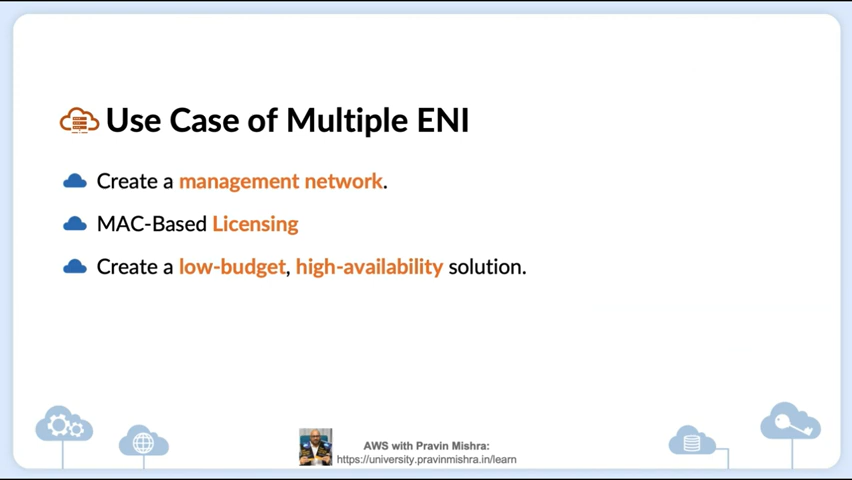 Use Case of Multiple ENI
Create a management network.
MAC-Based Licensing
Create a low-budget, high-availability solution.
AWS with Pravin Mishra:
https://university.pravinmishra.in/learn